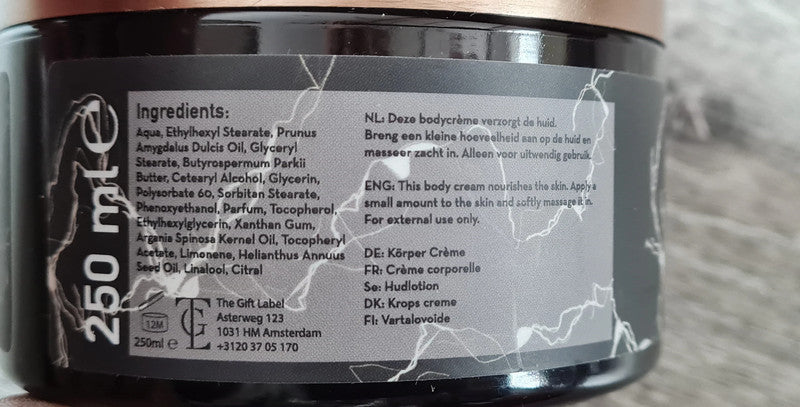 250 ml e
Ingredients:
Aqua, Ethylhexyl Stearate, Prunus
Amygdalus Dulcis Oil, Glyceryl
Stearate, Butyrospermum Parkii
Butter, Cetearyl Alcohol, Glycerin,
Polysorbate 60, Sorbitan Stearate,
Phenoxyethanol, Parfum, Tocopherol,
Ethylhexylglycerin, Xanthan Gum,
Argania Spinosa Kernel Oil, Tocopheryl
Acetate, Limonene, Helianthus Annuus
Seed Oil, Linalool, Citral
12M
250ml e
TGL
The Gift Label
Asterweg 123
1031 HM Amsterdam
+3120 37 05 170
NL: Deze bodycrème verzorgt de huid.
Breng een kleine hoeveelheid aan op de huid en
masseer zacht in. Alleen voor uitwendig gebruik.
ENG: This body cream nourishes the skin. Apply a
small amount to the skin and softly massage it in.
For external use only.
DE: Körper Crème
FR: Crème corporelle
Se: Hudlotion
DK: Krops creme
FI: Vartalovoide